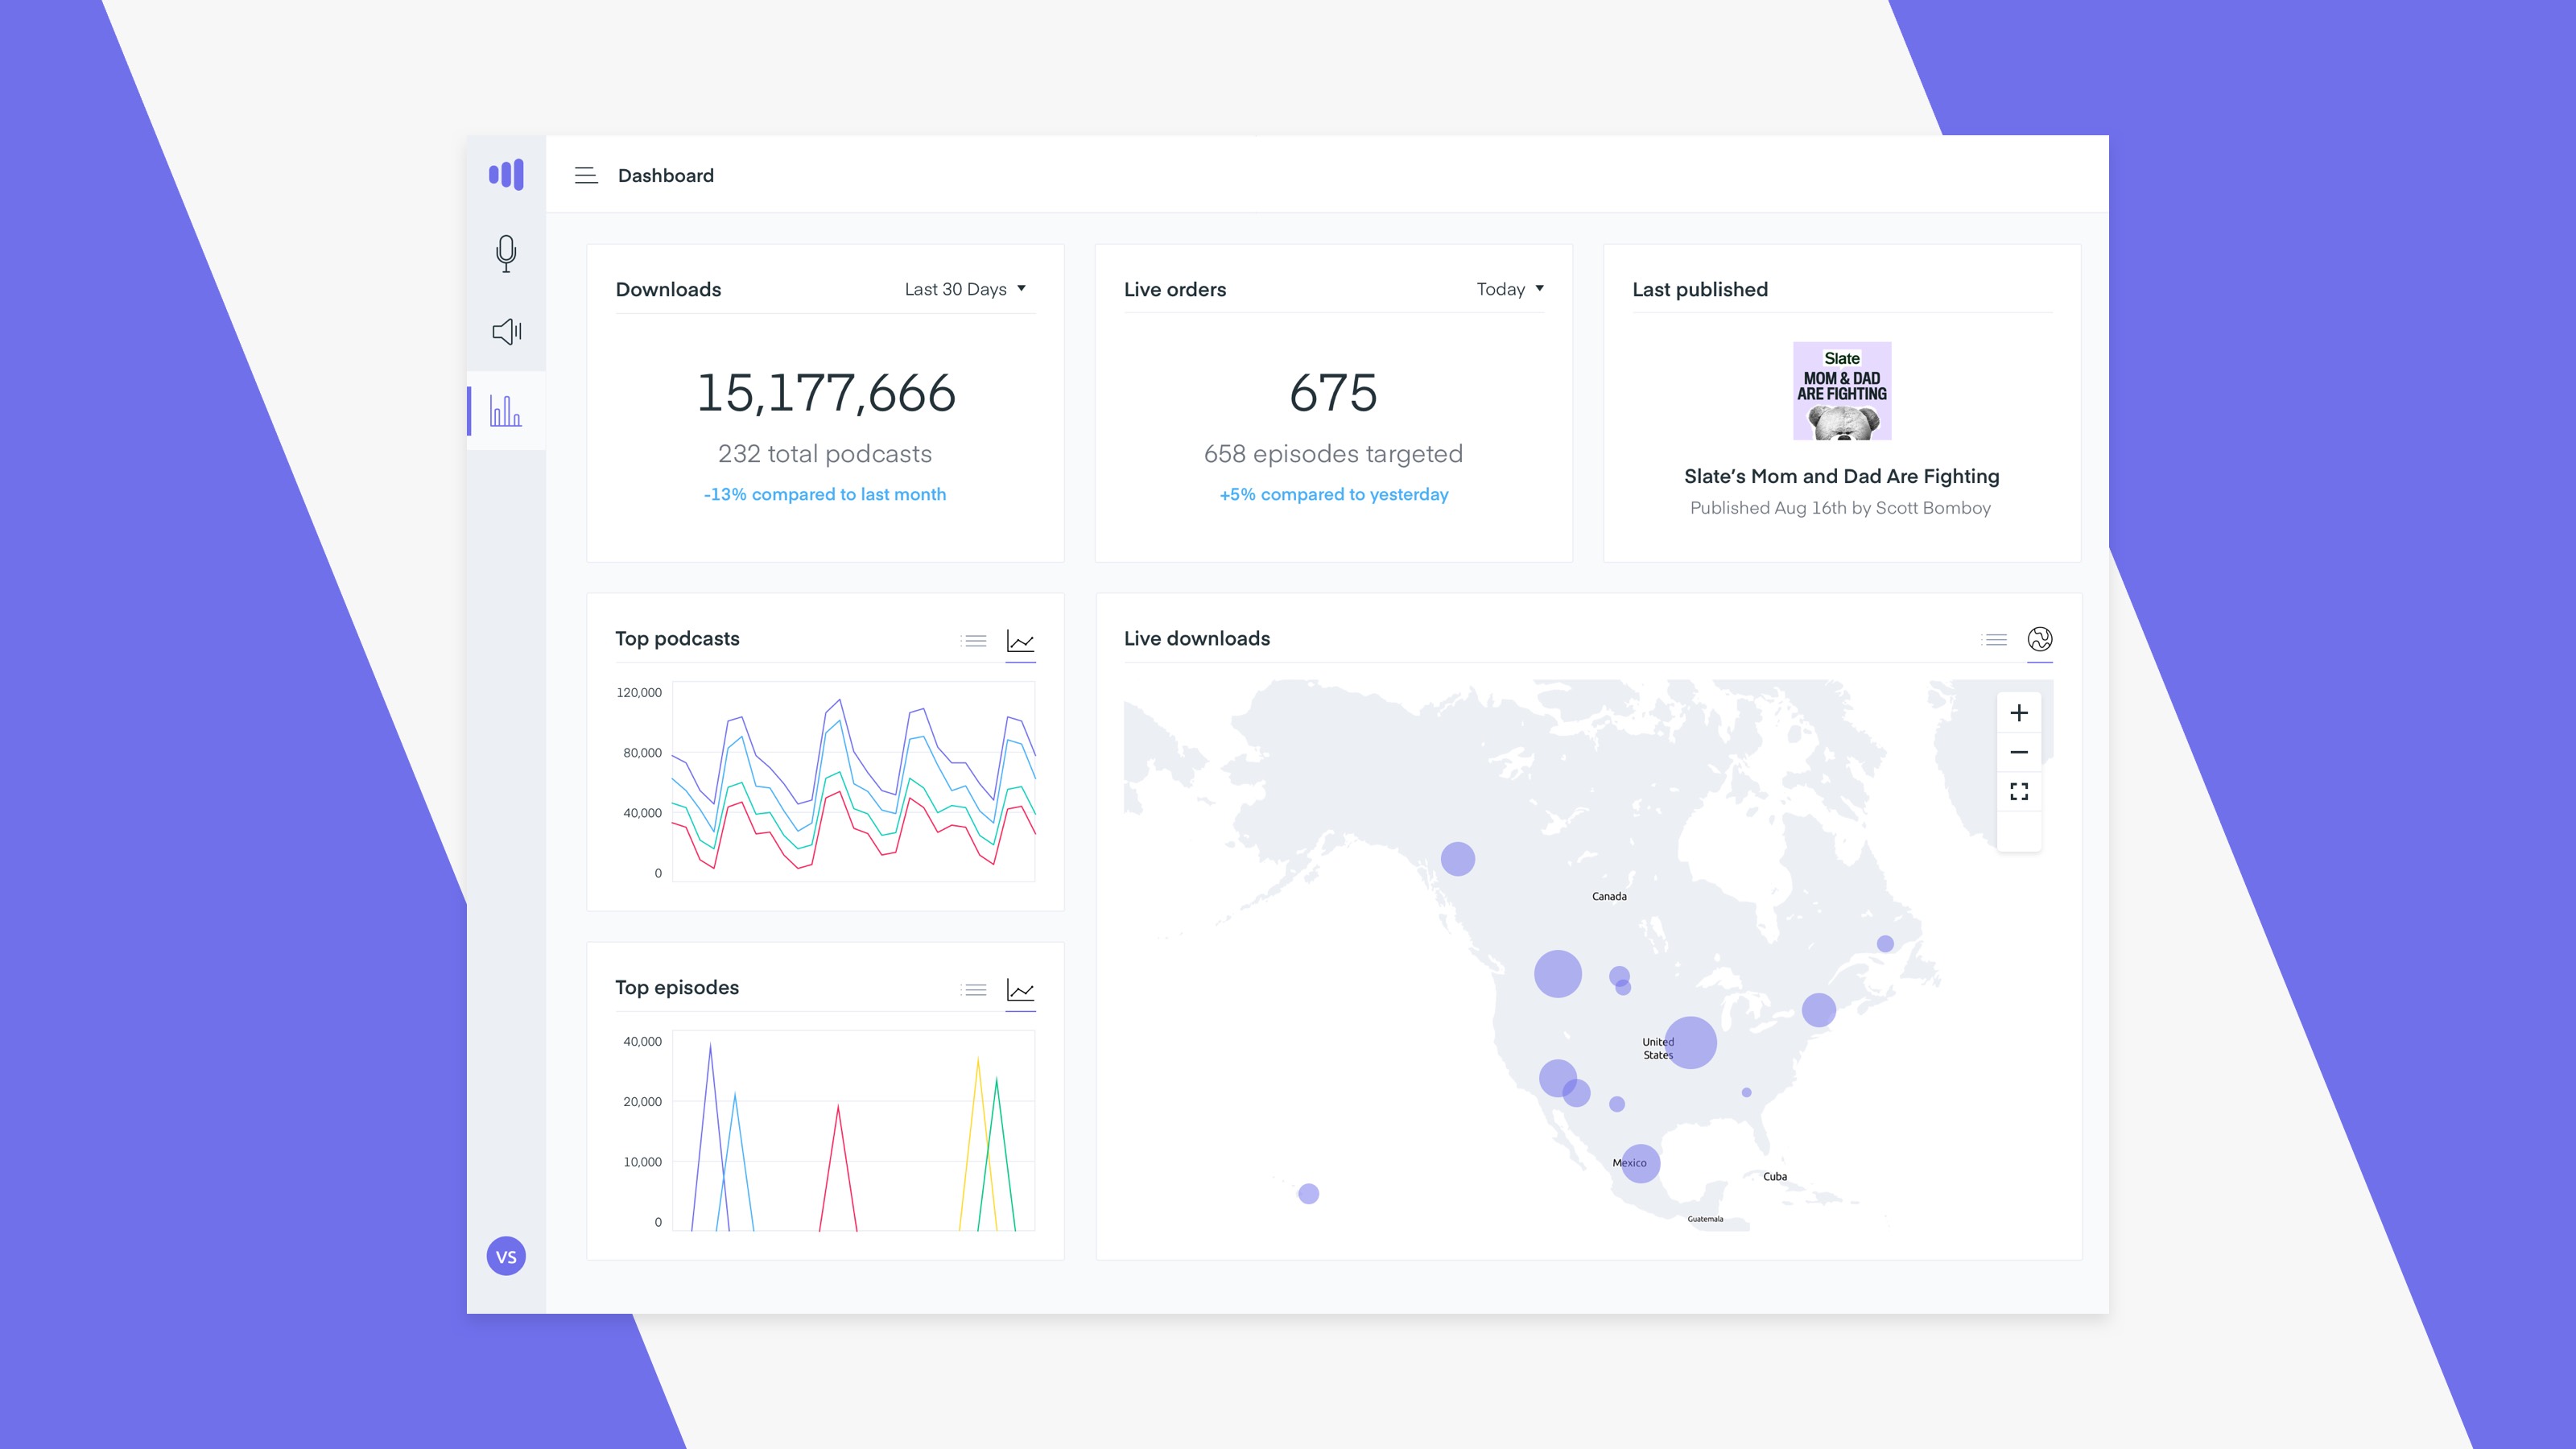 Dashboard
Downloads
Last 30 Days
15,177,666
232 total podcasts
-13% compared to last month
Live orders
Today
675
658 episodes targeted
+5% compared to yesterday
Last published
Slate
MOM & DAD
ARE FIGHTING
Slate’s Mom and Dad Are Fighting
Published Aug 16th by Scott Bomboy
Top podcasts
120,000
80,000
40,000
0
Live downloads
Canada
United
States
Mexico
Cuba
Guatemala
Top episodes
40,000
20,000
10,000
0
VS